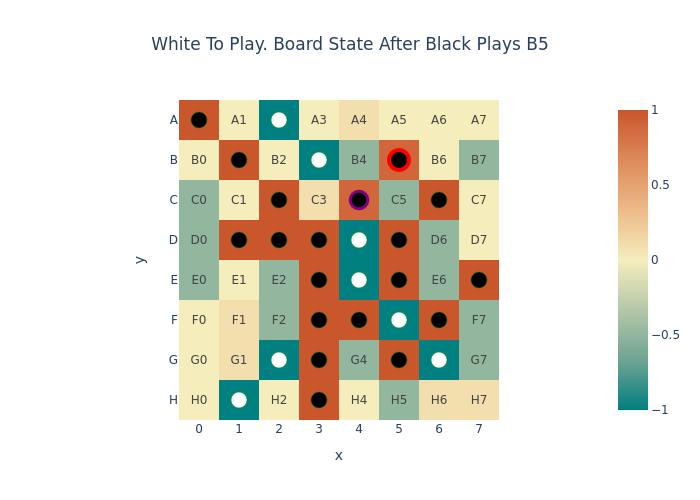 White To Play. Board State After Black Plays B5
A A1 A3 A4 A5 A6 A7 1
B B0 B2 B4 B6 B7
C C0 C1 C3 C5 C7 0.5
D D0 D6 D7 0
y
E E0 E1 E2 E6
F F0 F1 F2 F7 −0.5
G G0 G1 G4 G7
H H0 H2 H4 H5 H6 H7 −1
0 1 2 3 4 5 6 7
x